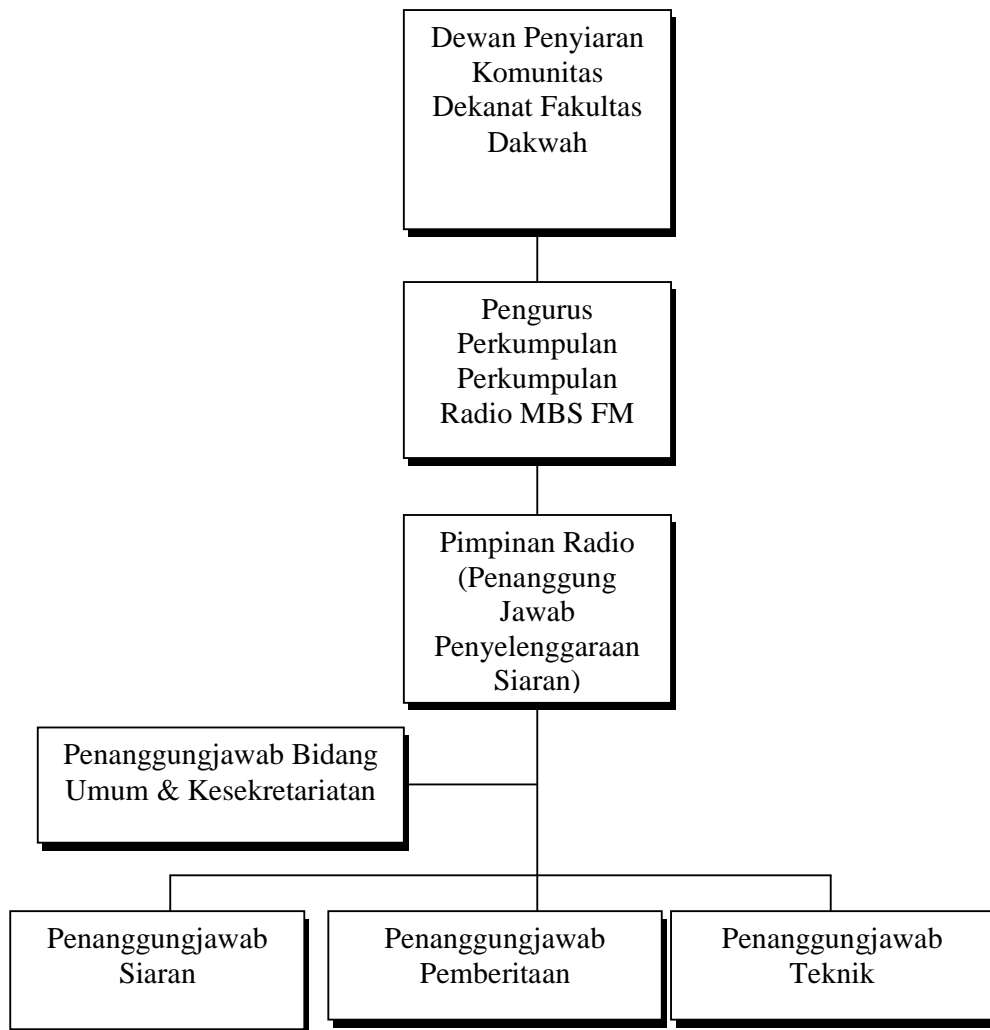 Dewan Penyiaran
Komunitas
Dekanat Fakultas
Dakwah
Pengurus
Perkumpulan
Perkumpulan
Radio MBS FM
Pimpinan Radio
(Penanggung
Jawab
Penyelenggaraan
Siaran)
Penanggungjawab Bidang
Umum & Kesekretariatan
Penanggungjawab
Siaran
Penanggungjawab
Pemberitaan
Penanggungjawab
Teknik